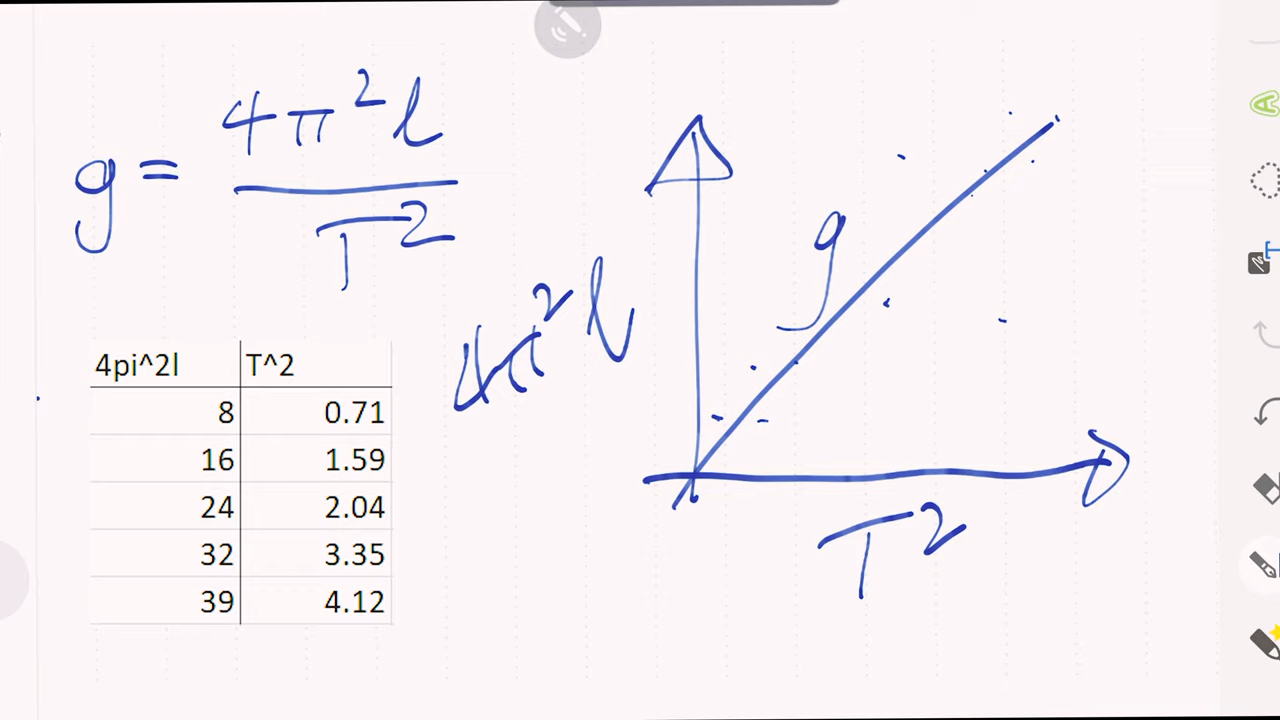 g = 4π²l / T²
4pi^2l T^2
8 0.71
16 1.59
24 2.04
32 3.35
39 4.12
4π²l
g
T²